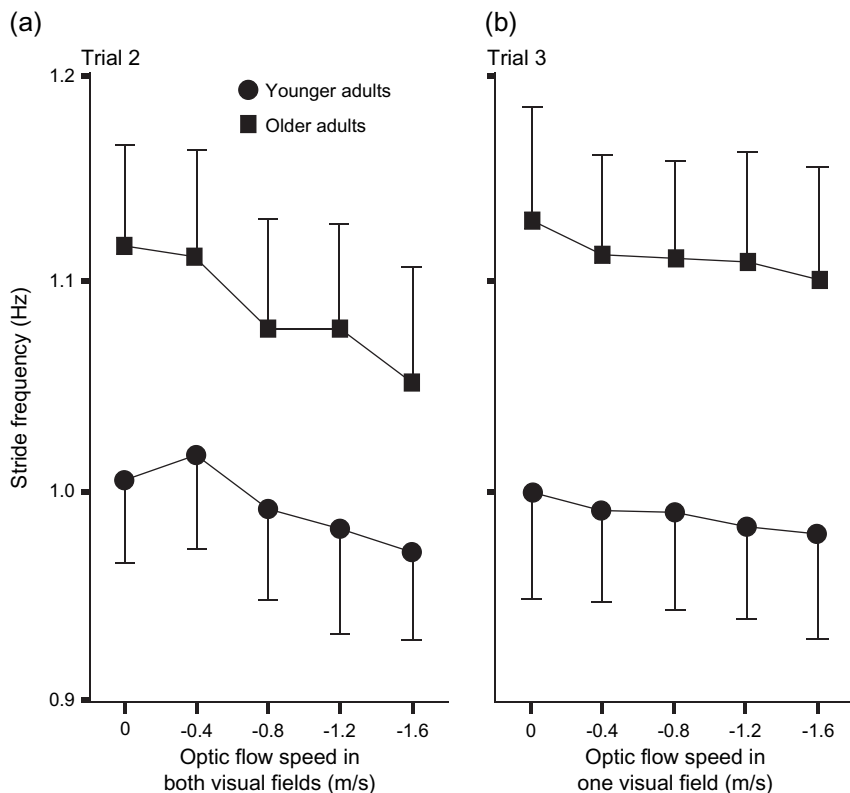 (a)
Trial 2
Younger adults
Older adults
Stride frequency (Hz)
1.2
1.1
1.0
0.9
0 -0.4 -0.8 -1.2 -1.6
Optic flow speed in
both visual fields (m/s)
(b)
Trial 3
0 -0.4 -0.8 -1.2 -1.6
Optic flow speed in
one visual field (m/s)